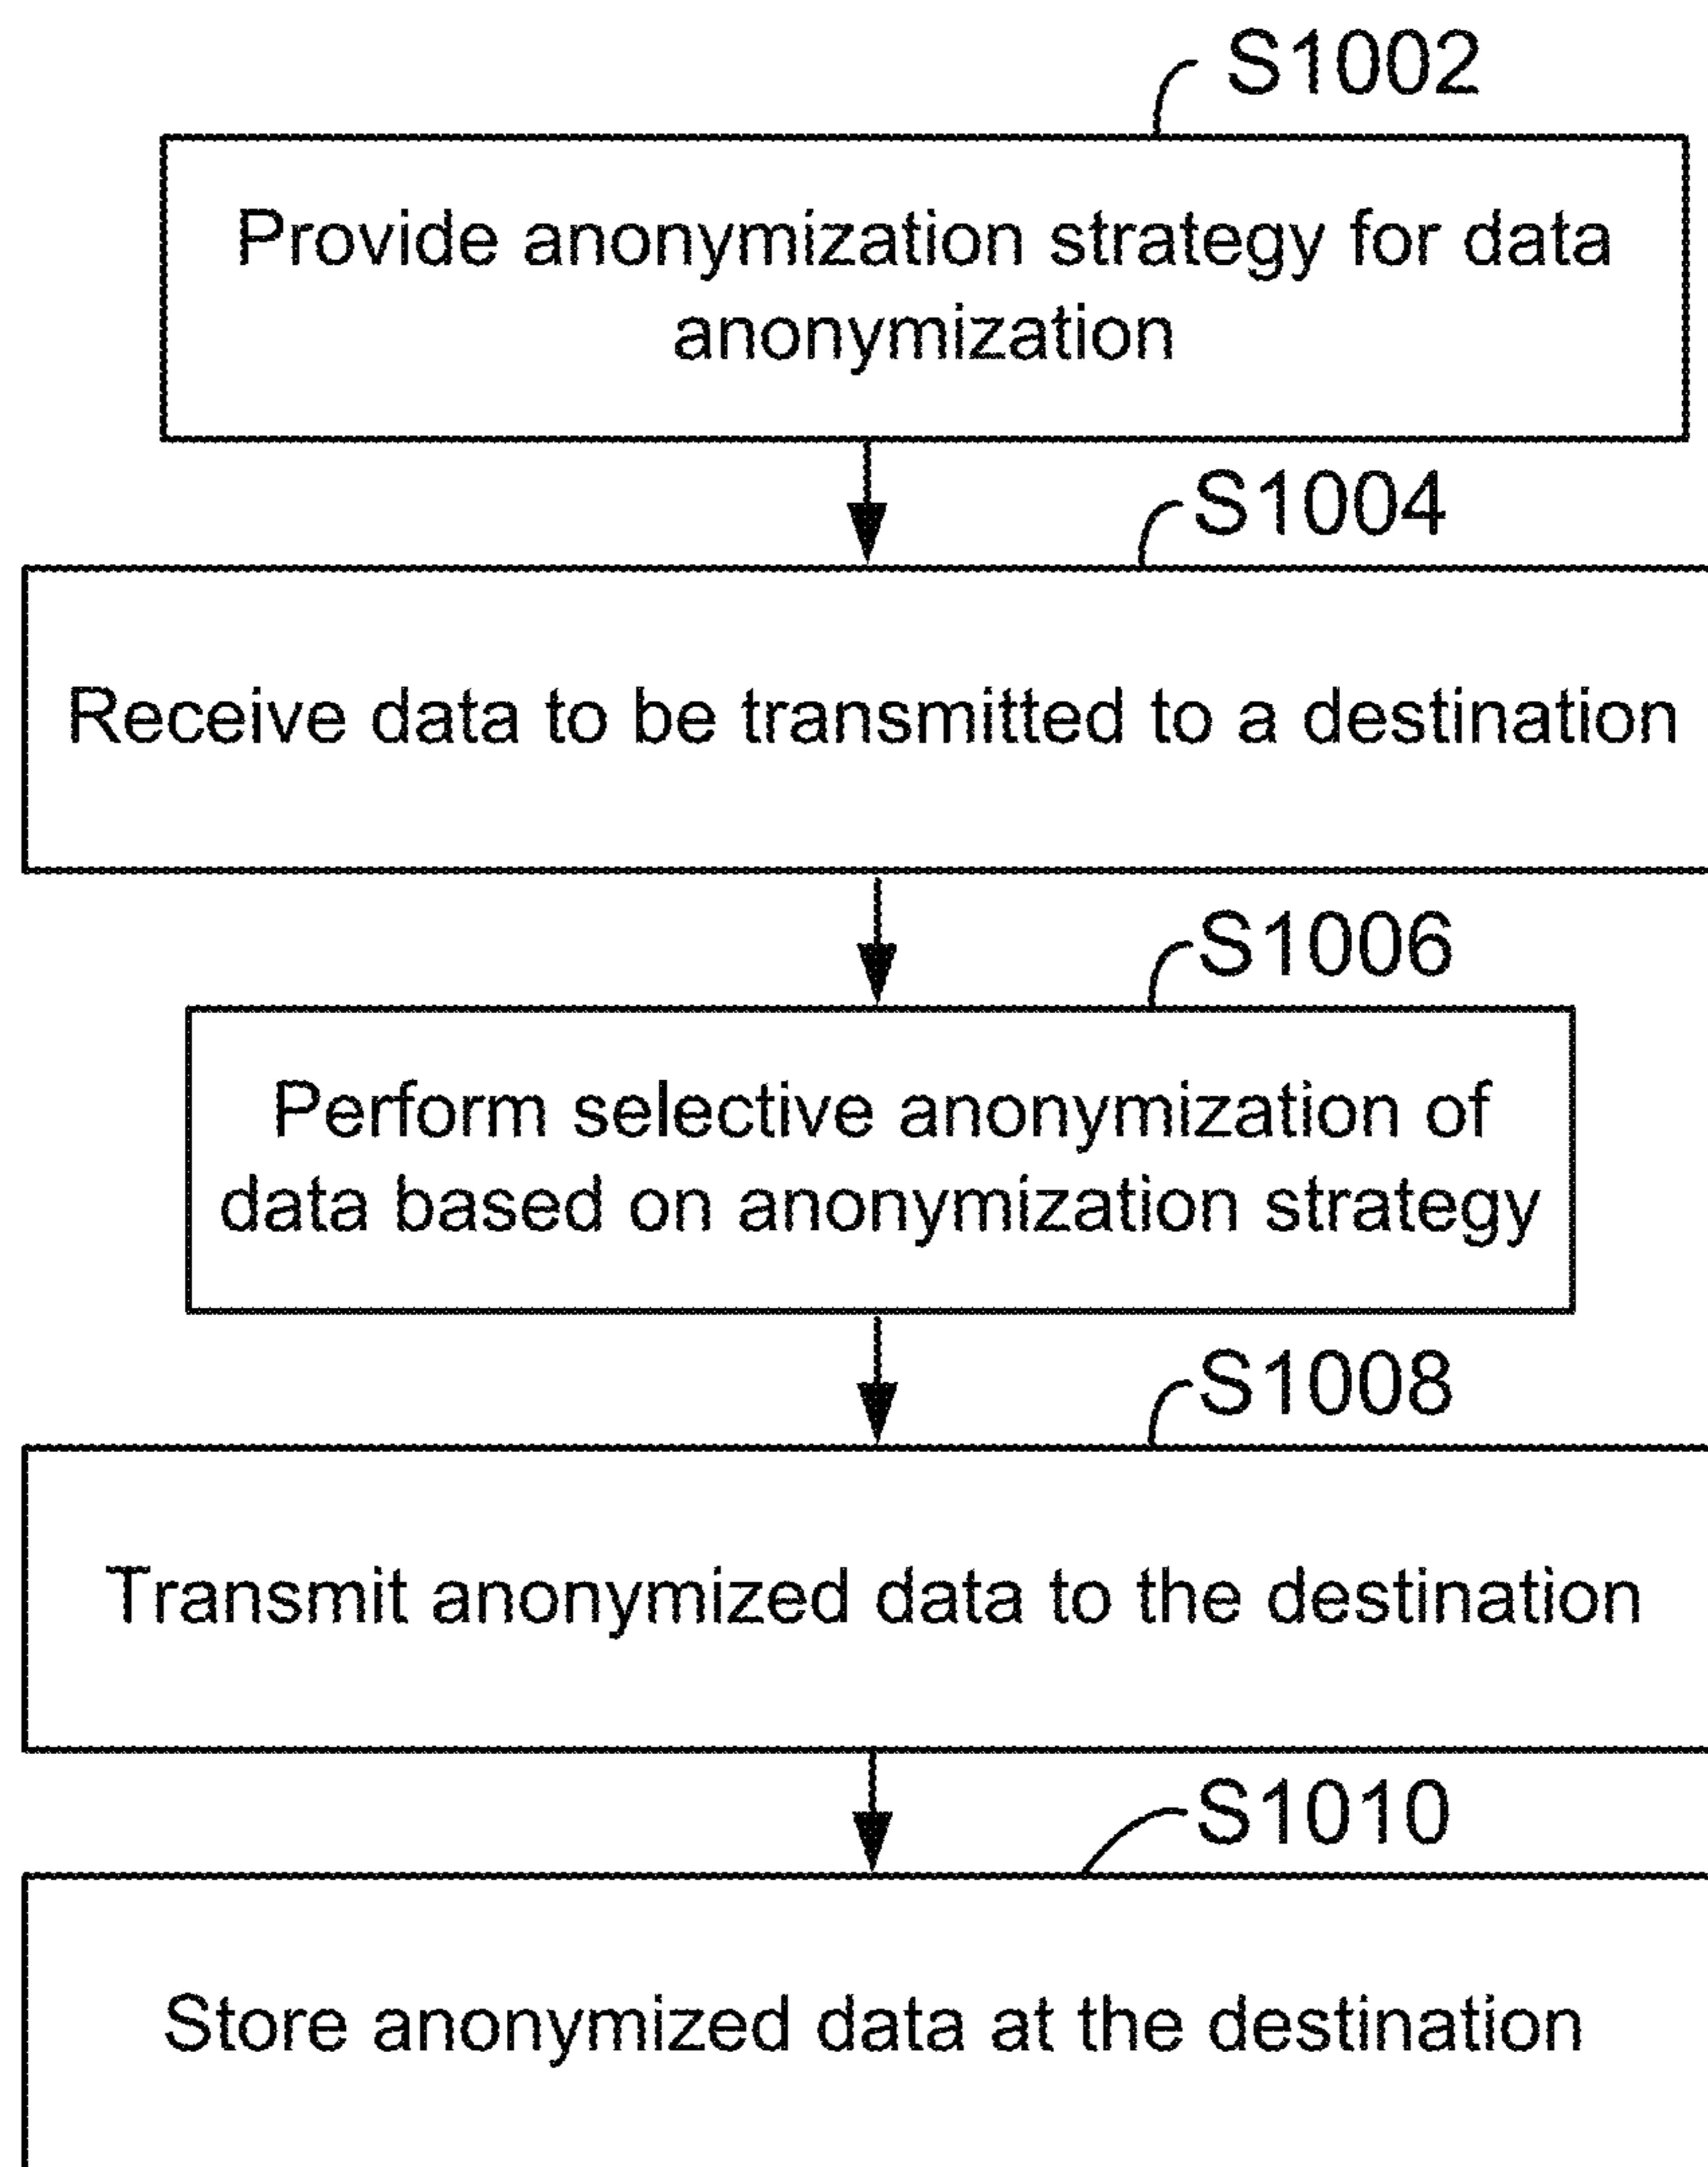 S1002
Provide anonymization strategy for data
anonymization
S1004
Receive data to be transmitted to a destination
S1006
Perform selective anonymization of
data based on anonymization strategy
S1008
Transmit anonymized data to the destination
S1010
Store anonymized data at the destination